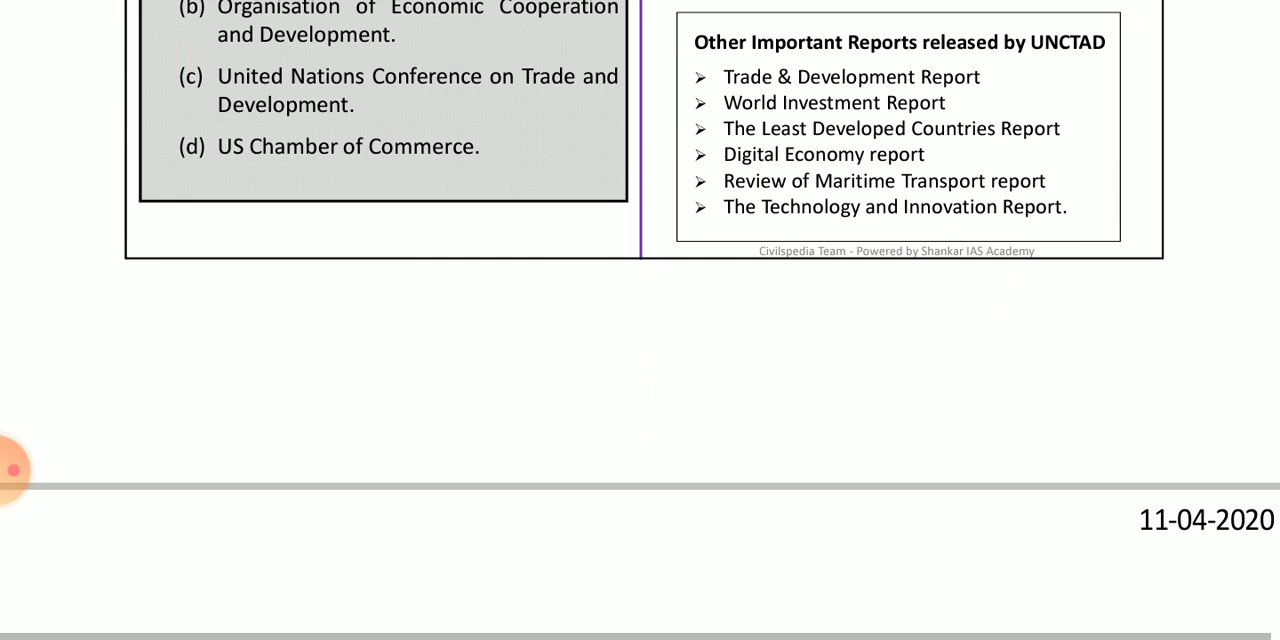 (b) Organisation of Economic Cooperation
and Development.
(c) United Nations Conference on Trade and
Development.
(d) US Chamber of Commerce.
Other Important Reports released by UNCTAD
➢ Trade & Development Report
➢ World Investment Report
➢ The Least Developed Countries Report
➢ Digital Economy report
➢ Review of Maritime Transport report
➢ The Technology and Innovation Report.
Civilspedia Team - Powered by Shankar IAS Academy
11-04-2020